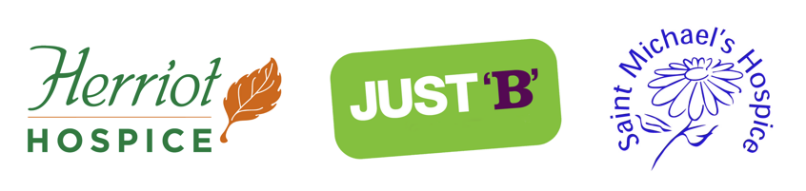 Herriot
HOSPICE
JUST ‘B’
Saint Michael's Hospice